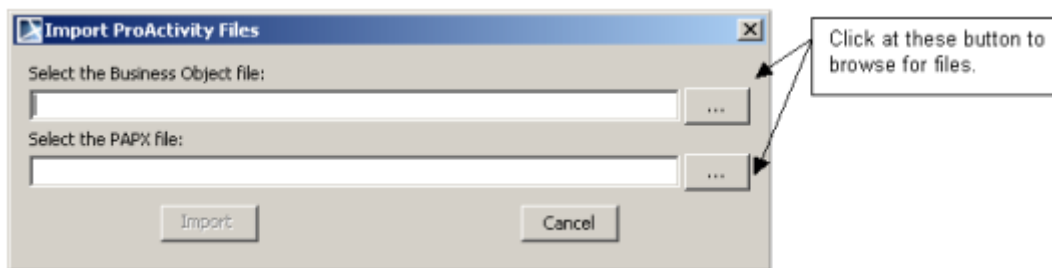 Import ProActivity Files
Click at these button to
browse for files.
Select the Business Object file:
...
Select the PAPX file:
...
Import
Cancel